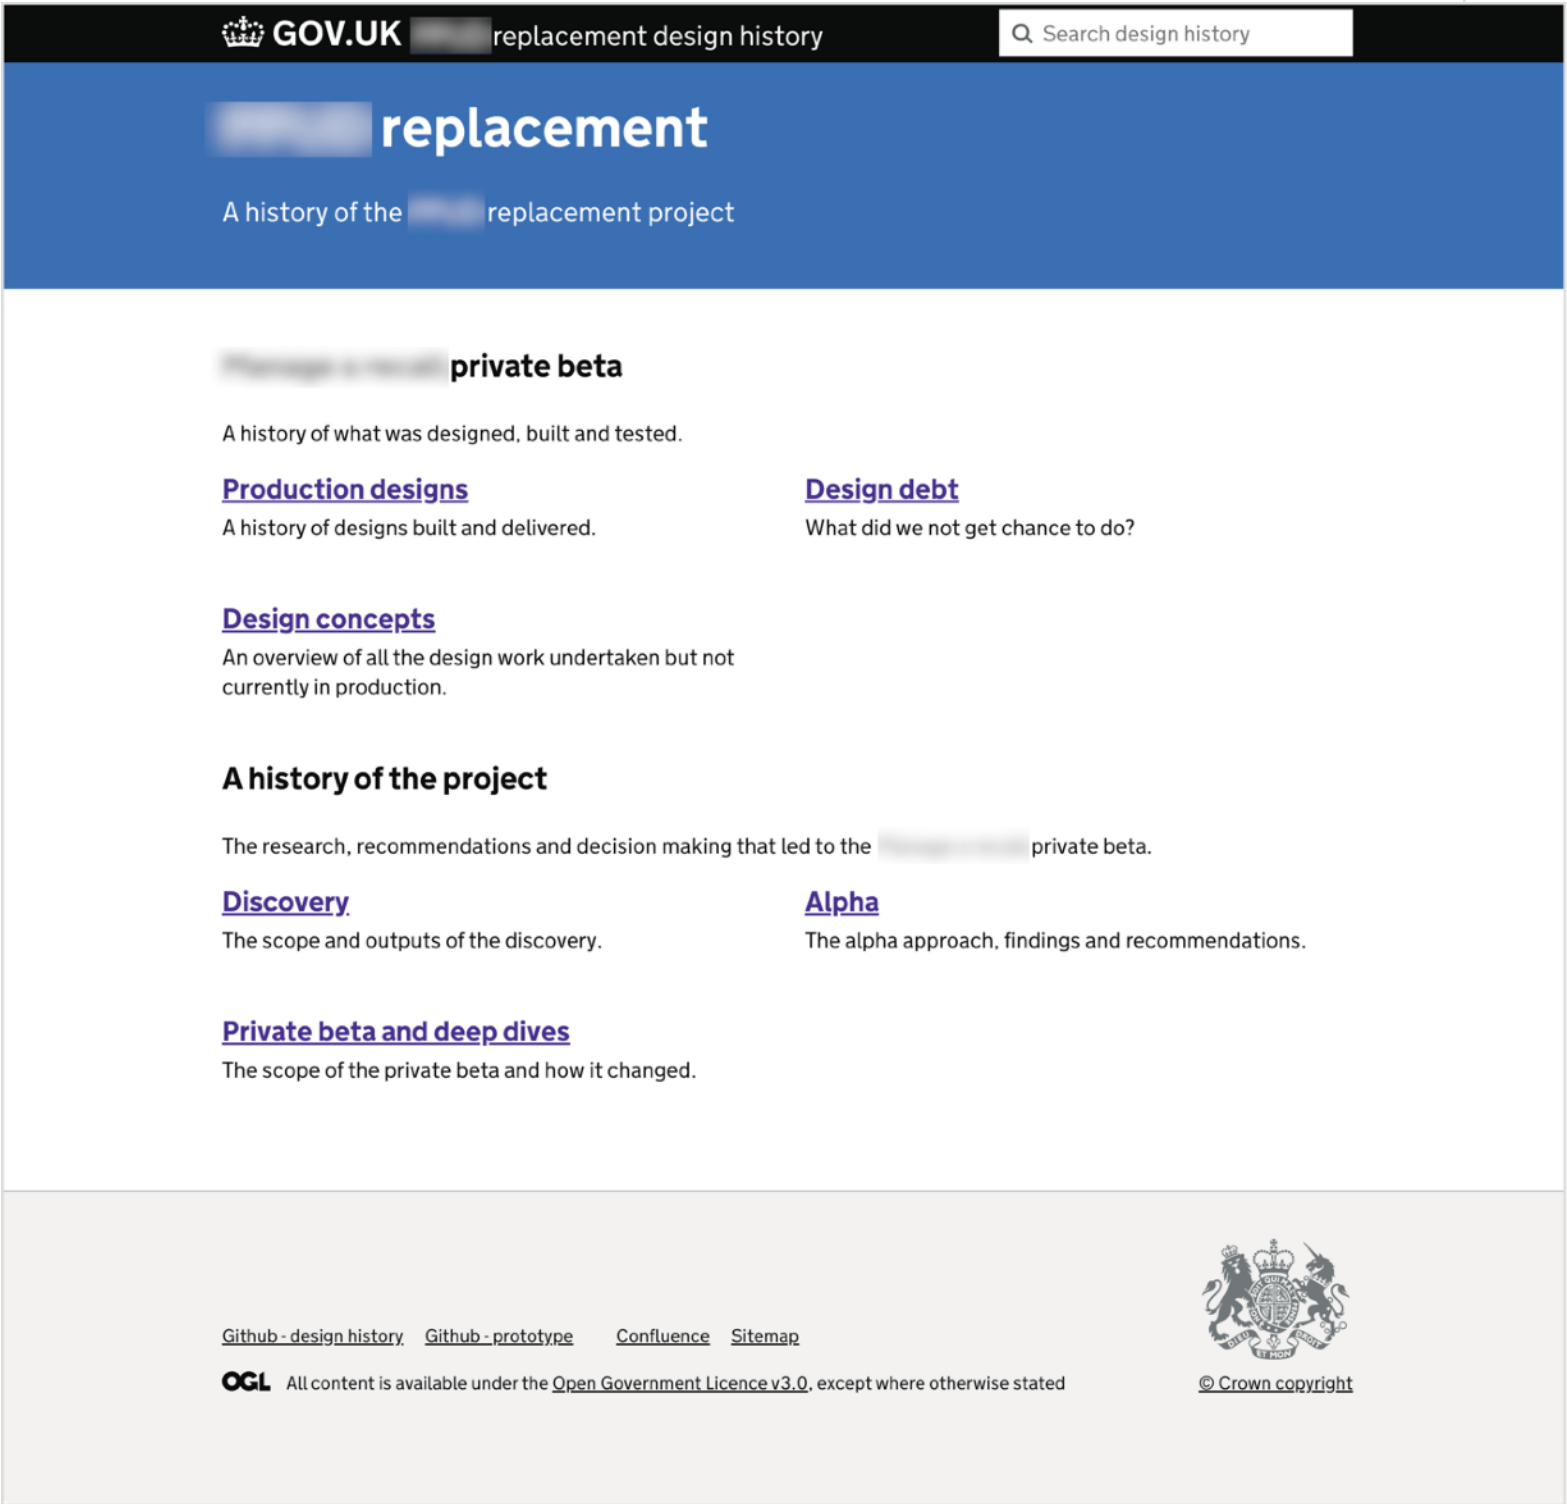 GOV.UK replacement design history
Search design history
replacement
A history of the replacement project
private beta
A history of what was designed, built and tested.
Production designs
A history of designs built and delivered.
Design debt
What did we not get chance to do?
Design concepts
An overview of all the design work undertaken but not
currently in production.
A history of the project
The research, recommendations and decision making that led to the private beta.
Discovery
The scope and outputs of the discovery.
Alpha
The alpha approach, findings and recommendations.
Private beta and deep dives
The scope of the private beta and how it changed.
Github - design history Github - prototype Confluence Sitemap
OGL All content is available under the Open Government Licence v3.0, except where otherwise stated
© Crown copyright